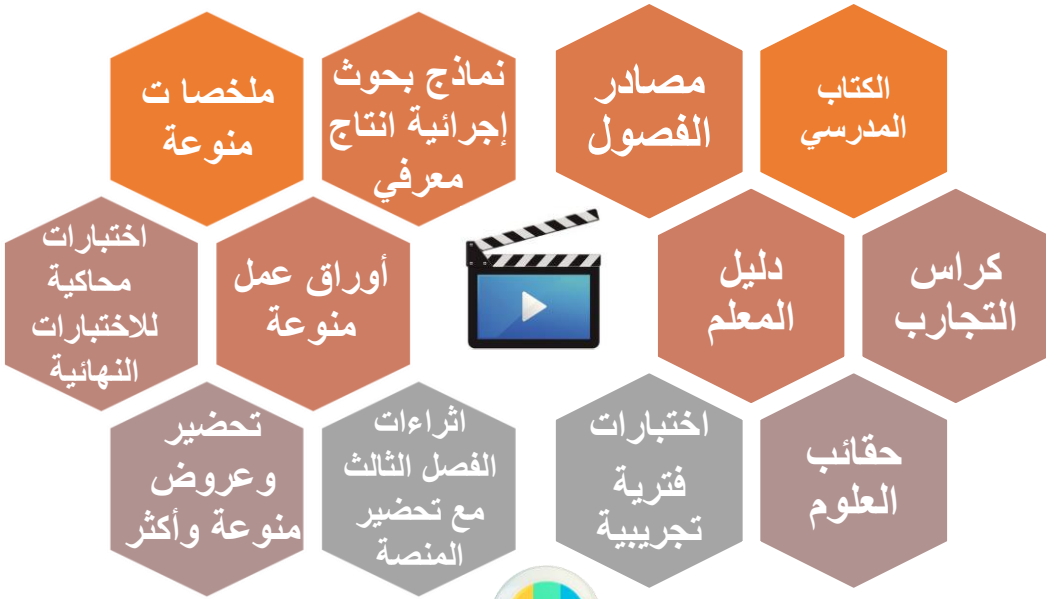 الكتاب
المدرسي
مصادر
الفصول
نماذج بحوث
إجرائية انتاج
معرفي
ملخصا ت
منوعة
كراس
التجارب
دليل
المعلم
أوراق عمل
منوعة
اختبارات
محاكية
للاختبارات
النهائية
حقائب
العلوم
اختبارات
فترية
تجريبية
اثراءات
الفصل الثالث
مع تحضير
المنصة
تحضير
وعروض
منوعة وأكثر